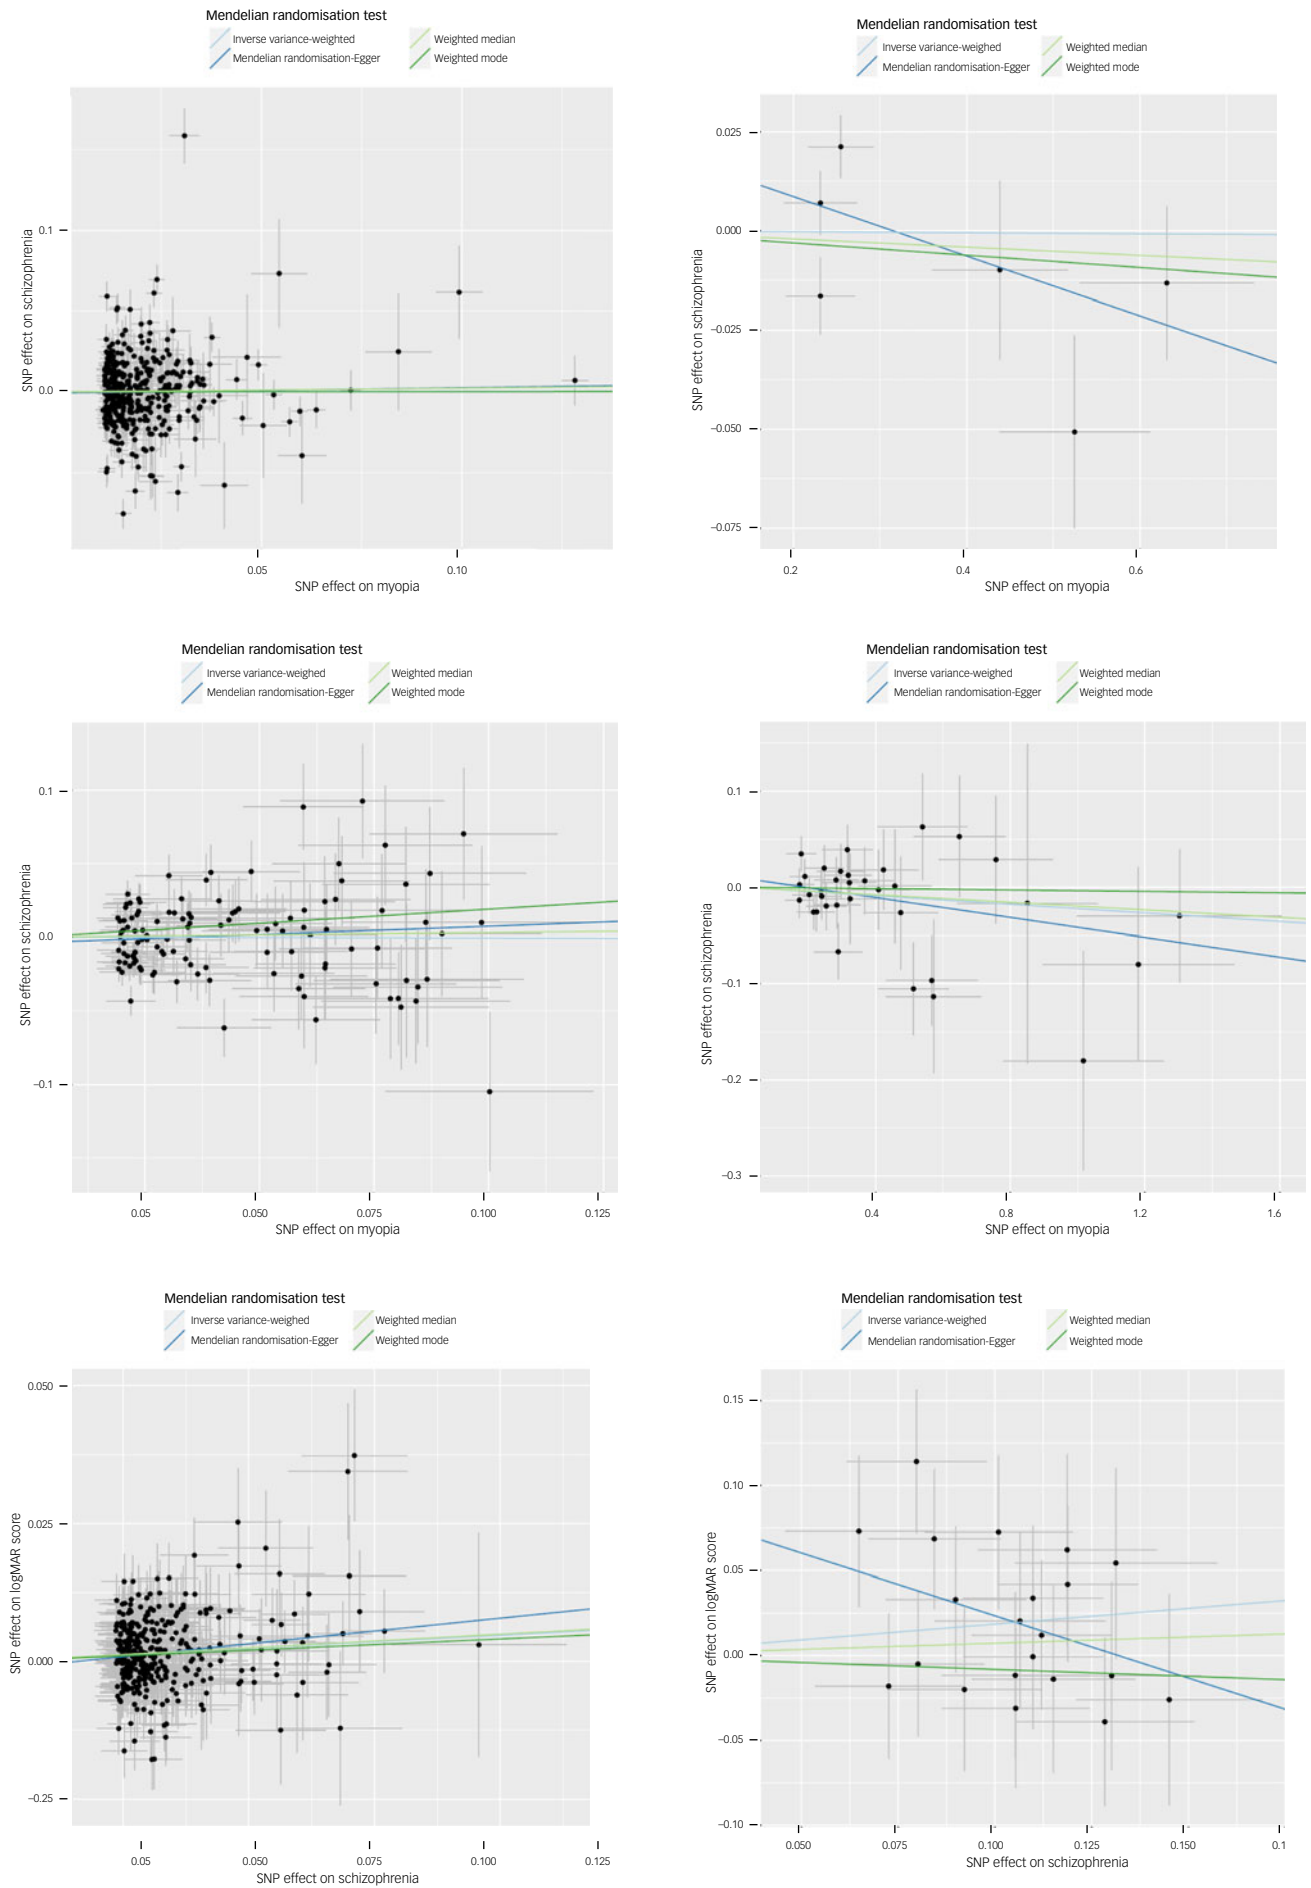 Mendelian randomisation test
Inverse variance-weighted
Weighted median
Mendelian randomisation-Egger
Weighted mode
SNP effect on schizophrenia
0.1
0.0
0.05
0.10
SNP effect on myopia
Mendelian randomisation test
Inverse variance-weighed
Weighted median
Mendelian randomisation-Egger
Weighted mode
SNP effect on schizophrenia
0.025
0.000
−0.025
−0.050
−0.075
0.2
0.4
0.6
SNP effect on myopia
Mendelian randomisation test
Inverse variance-weighed
Weighted median
Mendelian randomisation-Egger
Weighted mode
SNP effect on schizophrenia
0.1
0.0
−0.1
0.05
0.050
0.075
0.100
0.125
SNP effect on myopia
Mendelian randomisation test
Inverse variance-weighed
Weighted median
Mendelian randomisation-Egger
Weighted mode
SNP effect on schizophrenia
0.1
0.0
−0.1
−0.2
−0.3
0.4
0.8
1.2
1.6
SNP effect on myopia
Mendelian randomisation test
Inverse variance-weighed
Weighted median
Mendelian randomisation-Egger
Weighted mode
SNP effect on logMAR score
0.050
0.025
0.000
−0.25
0.05
0.050
0.075
0.100
0.125
SNP effect on schizophrenia
Mendelian randomisation test
Inverse variance-weighed
Weighted median
Mendelian randomisation-Egger
Weighted mode
SNP effect on logMAR score
0.15
0.10
0.05
0.00
−0.05
−0.10
0.050
0.075
0.100
0.125
0.150
0.1
SNP effect on schizophrenia